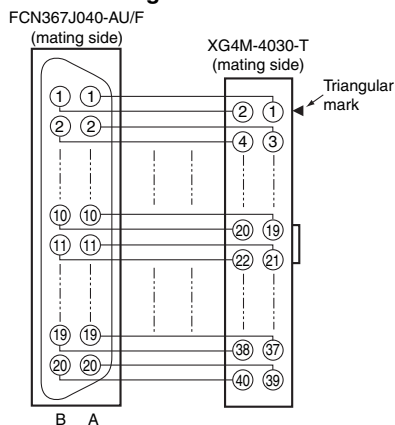 FCN367J040-AU/F
(mating side)
XG4M-4030-T
(mating side)
Triangular
mark
1 1
2 1
2 2
4 3
10 10
20 19
11 11
22 21
19 19
38 37
20 20
40 39
B A